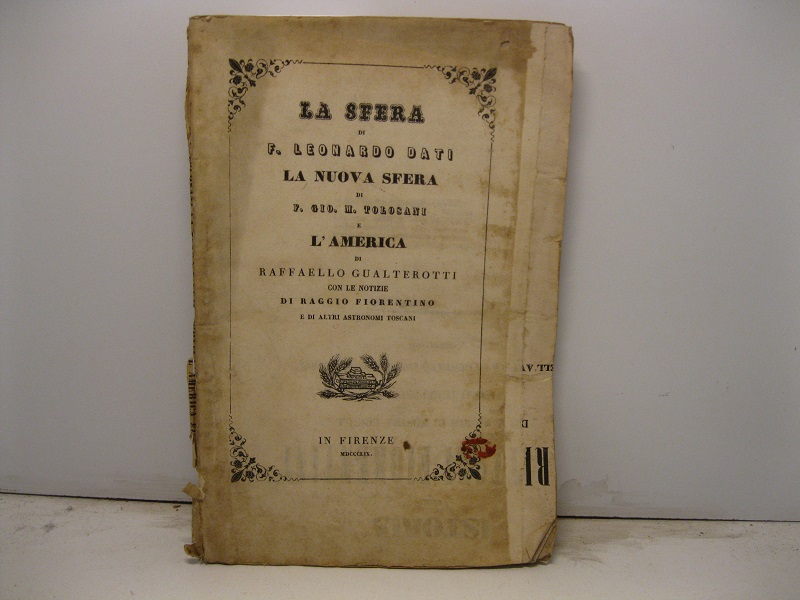 LA SFERA
DI
F. LEONARDO DATI
LA NUOVA SFERA
DI
F. GIO. M. TOLOSANI
E
L'AMERICA
DI
RAFFAELLO GUALTEROTTI
CON LE NOTIZIE
DI RAGGIO FIORENTINO
E DI ALTRI ASTRONOMI TOSCANI
IN FIRENZE
MDCCCLIX.